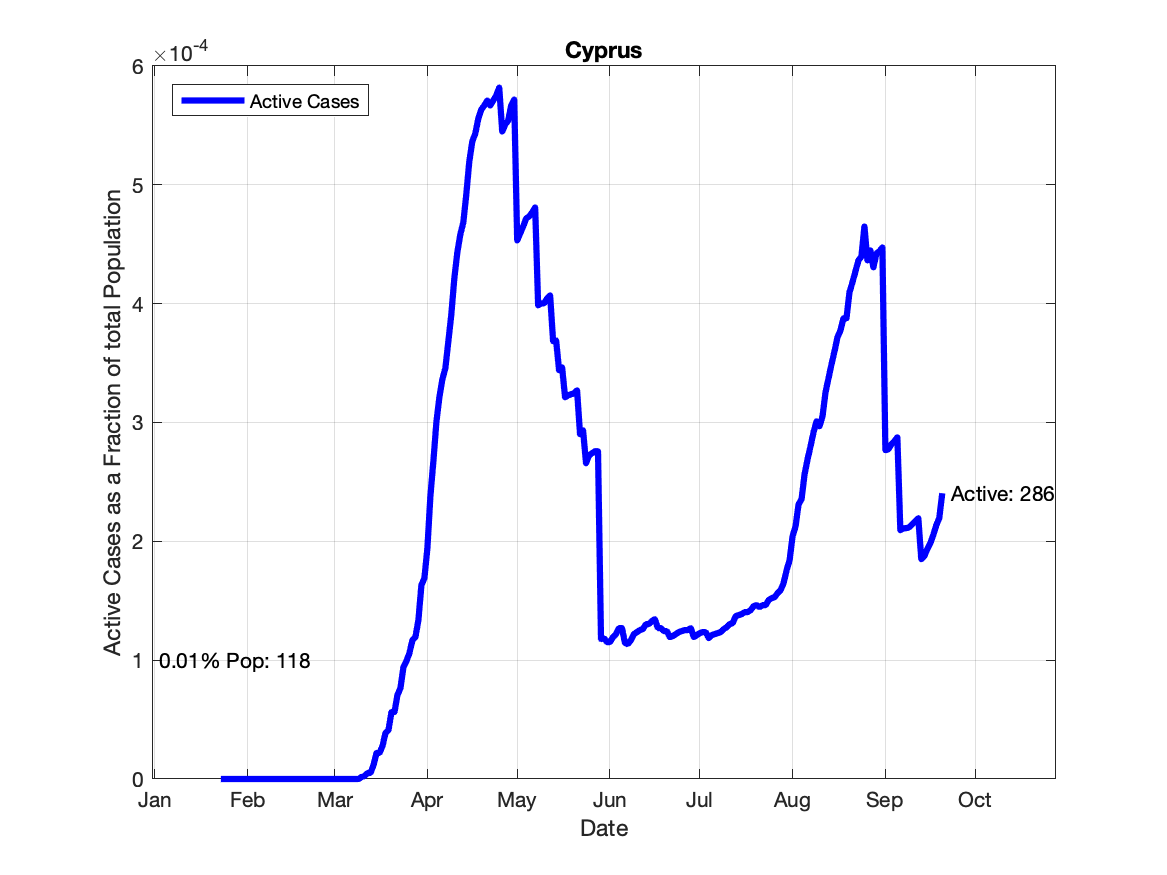 Cyprus
×10-4
Active Cases
6
5
4
3
2
1
0
Active Cases as a Fraction of total Population
0.01% Pop: 118
Active: 286
Jan Feb Mar Apr May Jun Jul Aug Sep Oct
Date